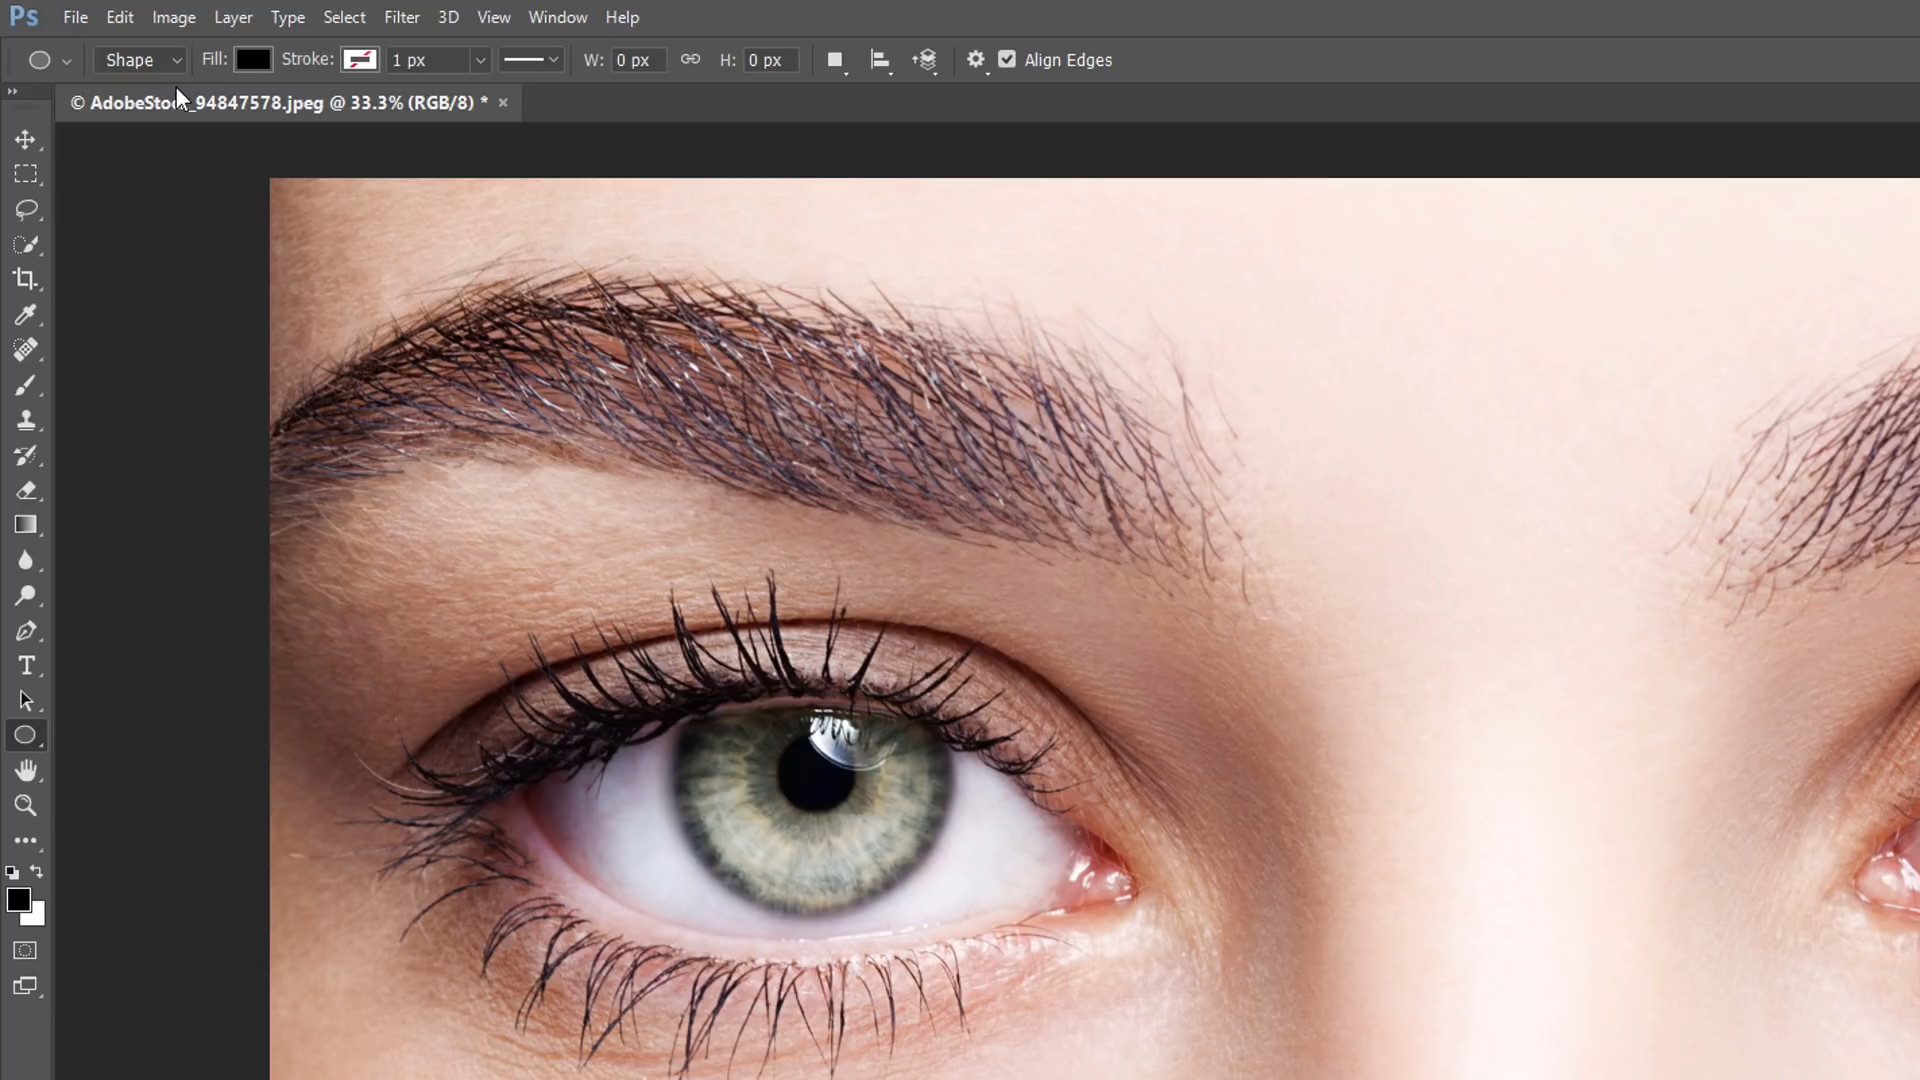 Ps File Edit Image Layer Type Select Filter 3D View Window Help
Shape Fill: Stroke: 1 px W: 0 px H: 0 px Align Edges
© AdobeStock_94847578.jpeg @ 33.3% (RGB/8) * ×
T